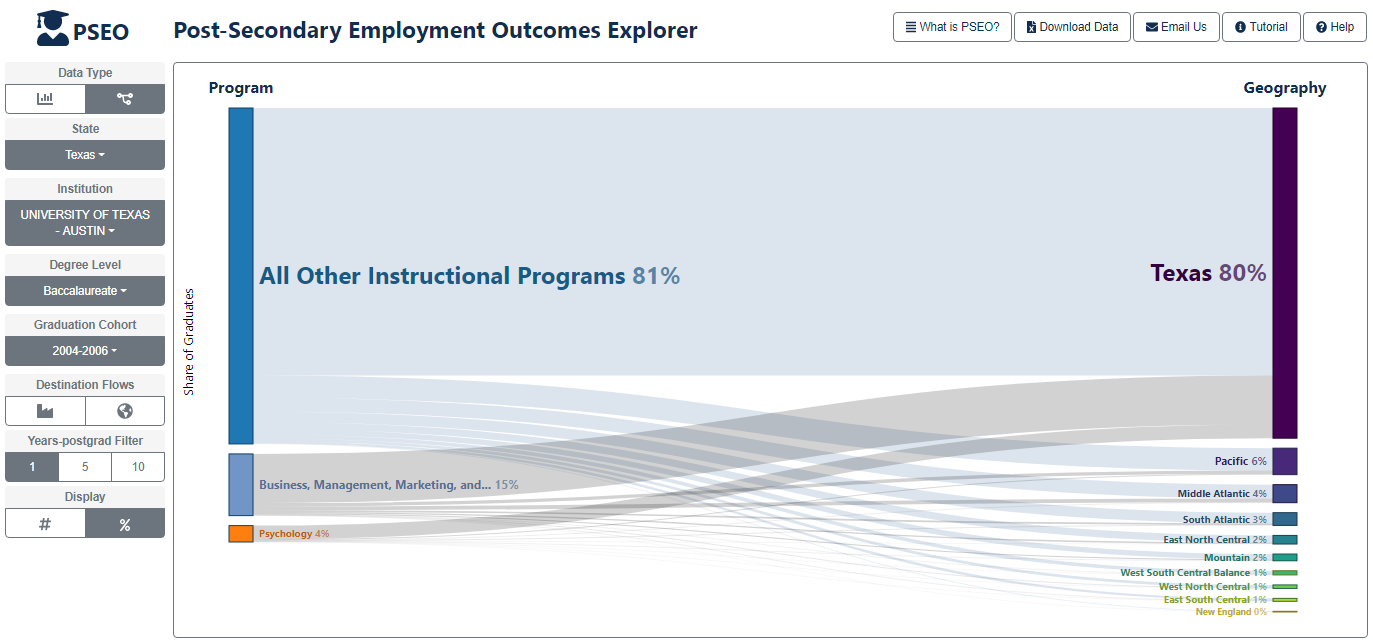 PSEO
Post-Secondary Employment Outcomes Explorer
What is PSEO?
Download Data
Email Us
Tutorial
Help
Data Type
State
Texas
Institution
UNIVERSITY OF TEXAS
- AUSTIN
Degree Level
Baccalaureate
Graduation Cohort
2004-2006
Destination Flows
Years-postgrad Filter
1 5 10
Display
# %
Program
Geography
Share of Graduates
All Other Instructional Programs 81%
Business, Management, Marketing, and... 15%
Psychology 4%
Texas 80%
Pacific 6%
Middle Atlantic 4%
South Atlantic 3%
East North Central 2%
Mountain 2%
West South Central Balance 1%
West North Central 1%
East South Central 1%
New England 0%